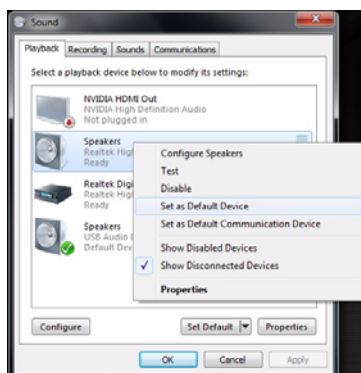 Sound
Playback Recording Sounds Communications
Select a playback device below to modify its settings:
NVIDIA HDMI Out
NVIDIA High Definition Audio
Not plugged in
Speakers
Realtek High
Ready
Realtek Digi
Realtek High
Ready
Speakers
USB Audio
Default Dev
Configure Speakers
Test
Disable
Set as Default Device
Set as Default Communication Device
Show Disabled Devices
Show Disconnected Devices
Properties
Configure Set Default Properties
OK Cancel Apply